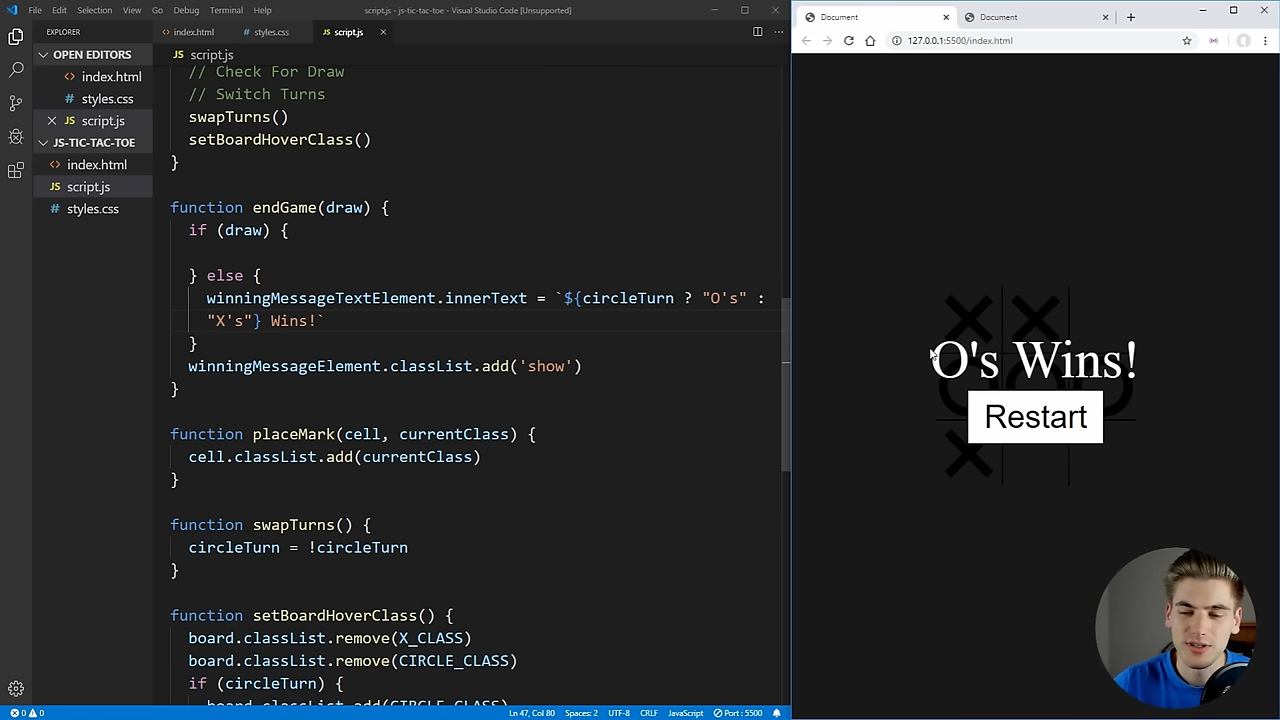 File Edit Selection View Go Debug Terminal Help
script.js - js-tic-tac-toe - Visual Studio Code [Unsupported]
EXPLORER
OPEN EDITORS
<> index.html
# styles.css
JS script.js
JS-TIC-TAC-TOE
<> index.html
JS script.js
# styles.css
<> index.html
# styles.css
JS script.js
JS script.js
// Check For Draw
// Switch Turns
swapTurns()
setBoardHoverClass()
}
function endGame(draw) {
if (draw) {
} else {
winningMessageTextElement.innerText = `${circleTurn ? "O's" :
"X's"} Wins!`
}
winningMessageElement.classList.add('show')
}
function placeMark(cell, currentClass) {
cell.classList.add(currentClass)
}
function swapTurns() {
circleTurn = !circleTurn
}
function setBoardHoverClass() {
board.classList.remove(X_CLASS)
board.classList.remove(CIRCLE_CLASS)
if (circleTurn) {
board.classList.add(CIRCLE_CLASS)
0 0
Ln 47, Col 80 Spaces: 2 UTF-8 CRLF JavaScript Port : 5500
Document
Document
127.0.0.1:5500/index.html
O's Wins!
Restart